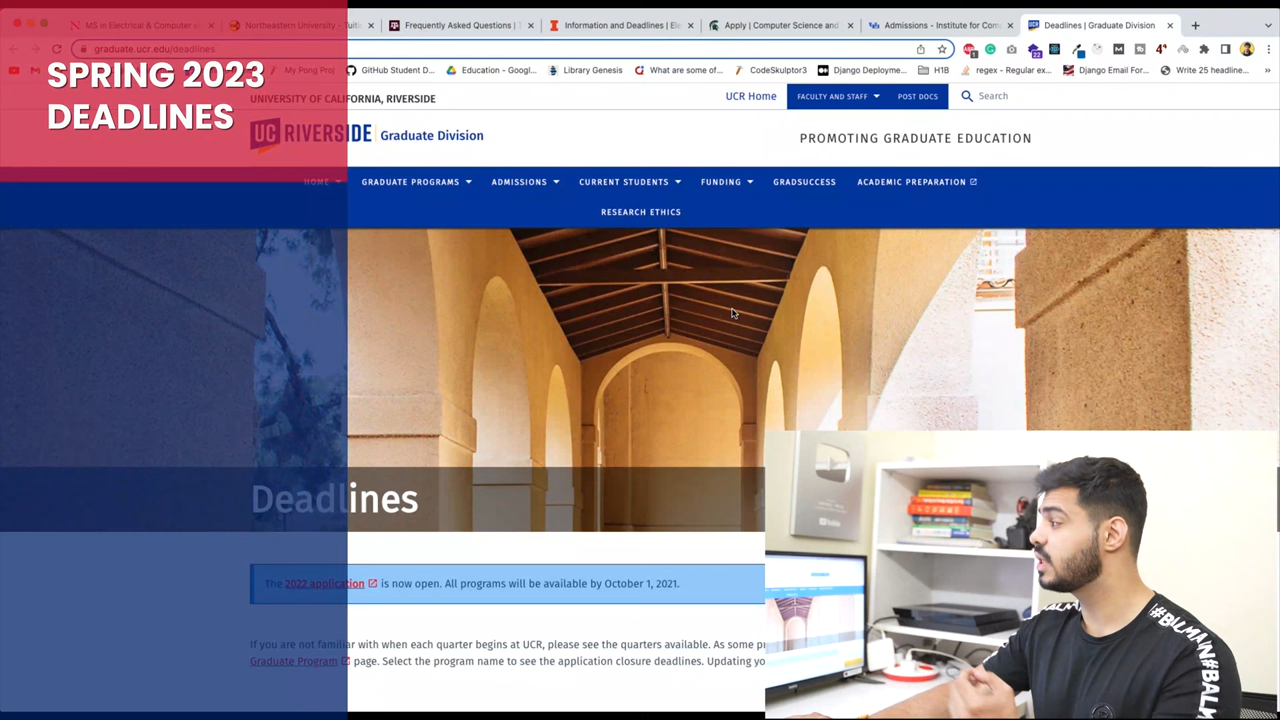 MS in Electrical & Computer e
Northeastern University - Tuiti
Frequently Asked Questions | T
Information and Deadlines | Ele
Apply | Computer Science and
Admissions - Institute for Com
Deadlines | Graduate Division
graduate.ucr.edu/deadlines
My Pong Proj
GitHub Student D...
Education - Googl...
Library Genesis
What are some of...
CodeSkulptor3
Django Deployme...
H1B
regex - Regular ex...
Django Email For...
Write 25 headline...
SPRING 2023
DEADLINES
UNIVERSITY OF CALIFORNIA, RIVERSIDE
UCR Home
FACULTY AND STAFF
POST DOCS
Search
UC RIVERSIDE
Graduate Division
PROMOTING GRADUATE EDUCATION
HOME
GRADUATE PROGRAMS
ADMISSIONS
CURRENT STUDENTS
FUNDING
GRADSUCCESS
ACADEMIC PREPARATION
RESEARCH ETHICS
Deadlines
The 2022 application is now open. All programs will be available by October 1, 2021.
If you are not familiar with when each quarter begins at UCR, please see the quarters available. As some
Graduate Program page. Select the program name to see the application closure deadlines. Updating
#BALMAIN#BALM